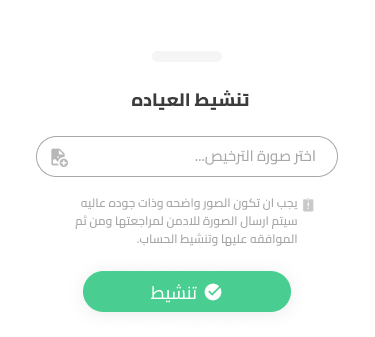 تنشيط العياده
اختر صورة الترخيص...
يجب ان تكون الصور واضحه وذات جوده عاليه
سيتم ارسال الصورة للادمن لمراجعتها ومن ثم
الموافقه عليها وتنشيط الحساب.
تنشيط